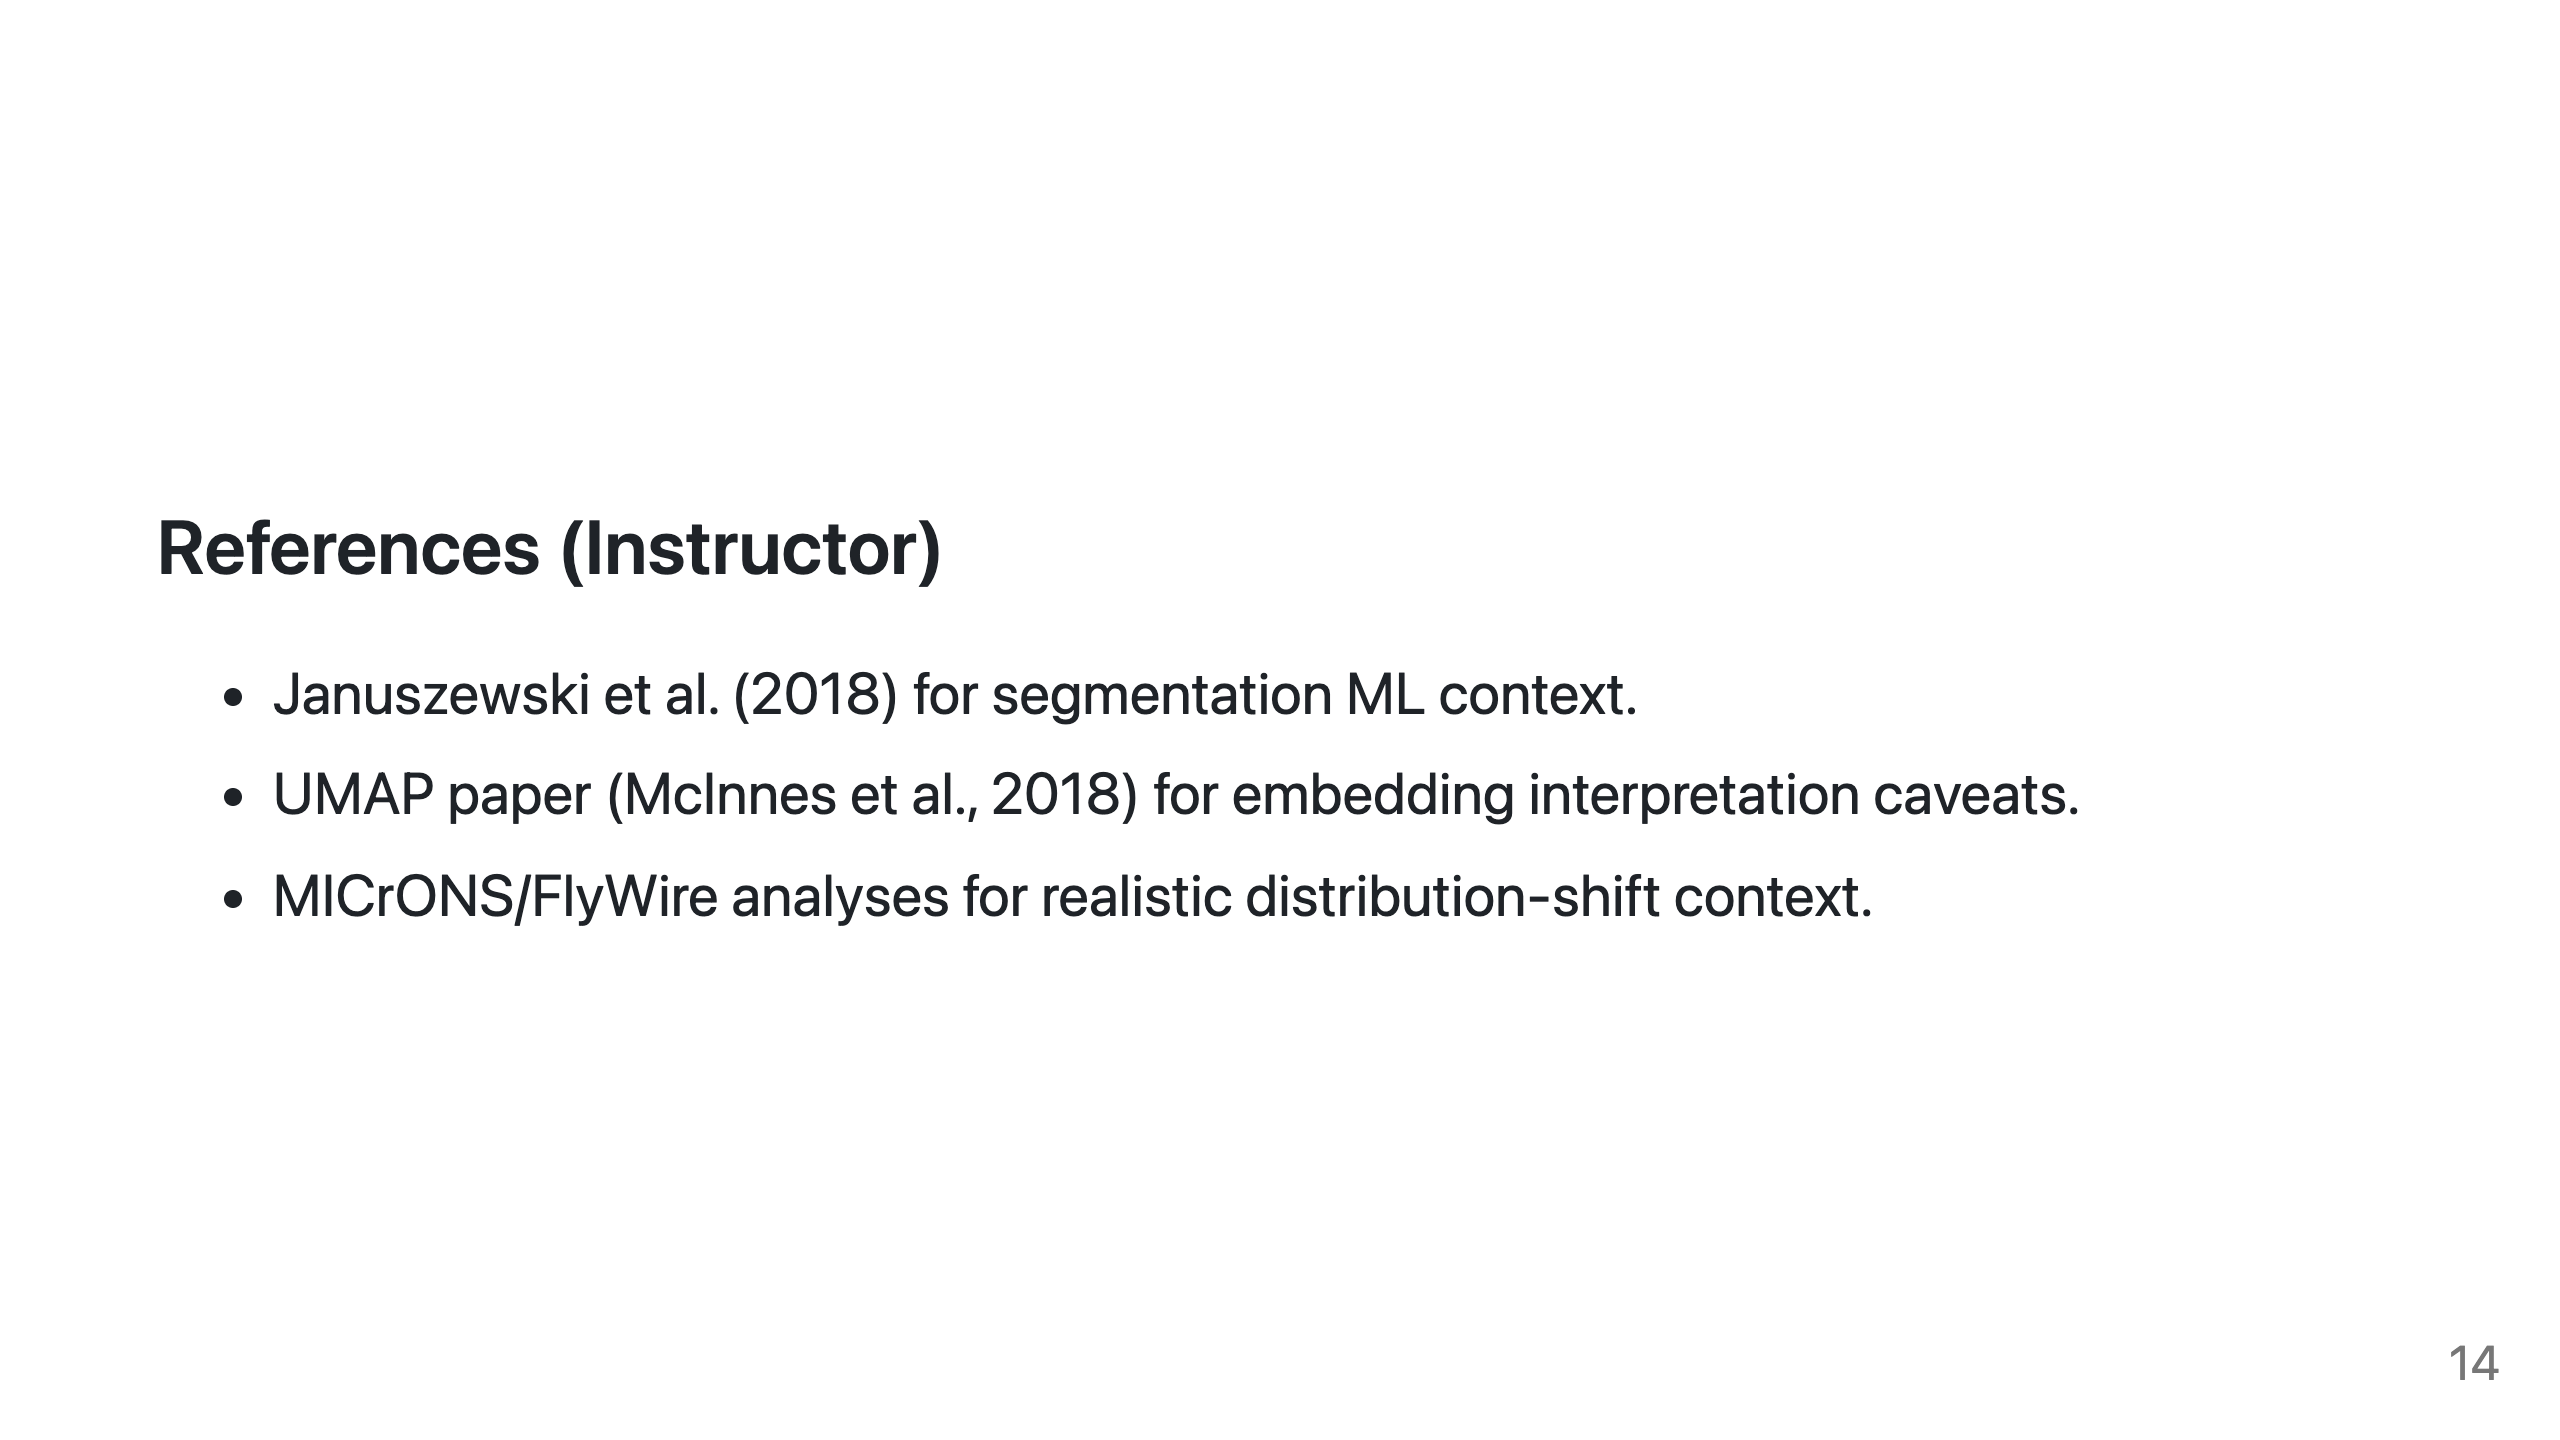 References (Instructor)
• Januszewski et al. (2018) for segmentation ML context.
• UMAP paper (McInnes et al., 2018) for embedding interpretation caveats.
• MICrONS/FlyWire analyses for realistic distribution-shift context.
14